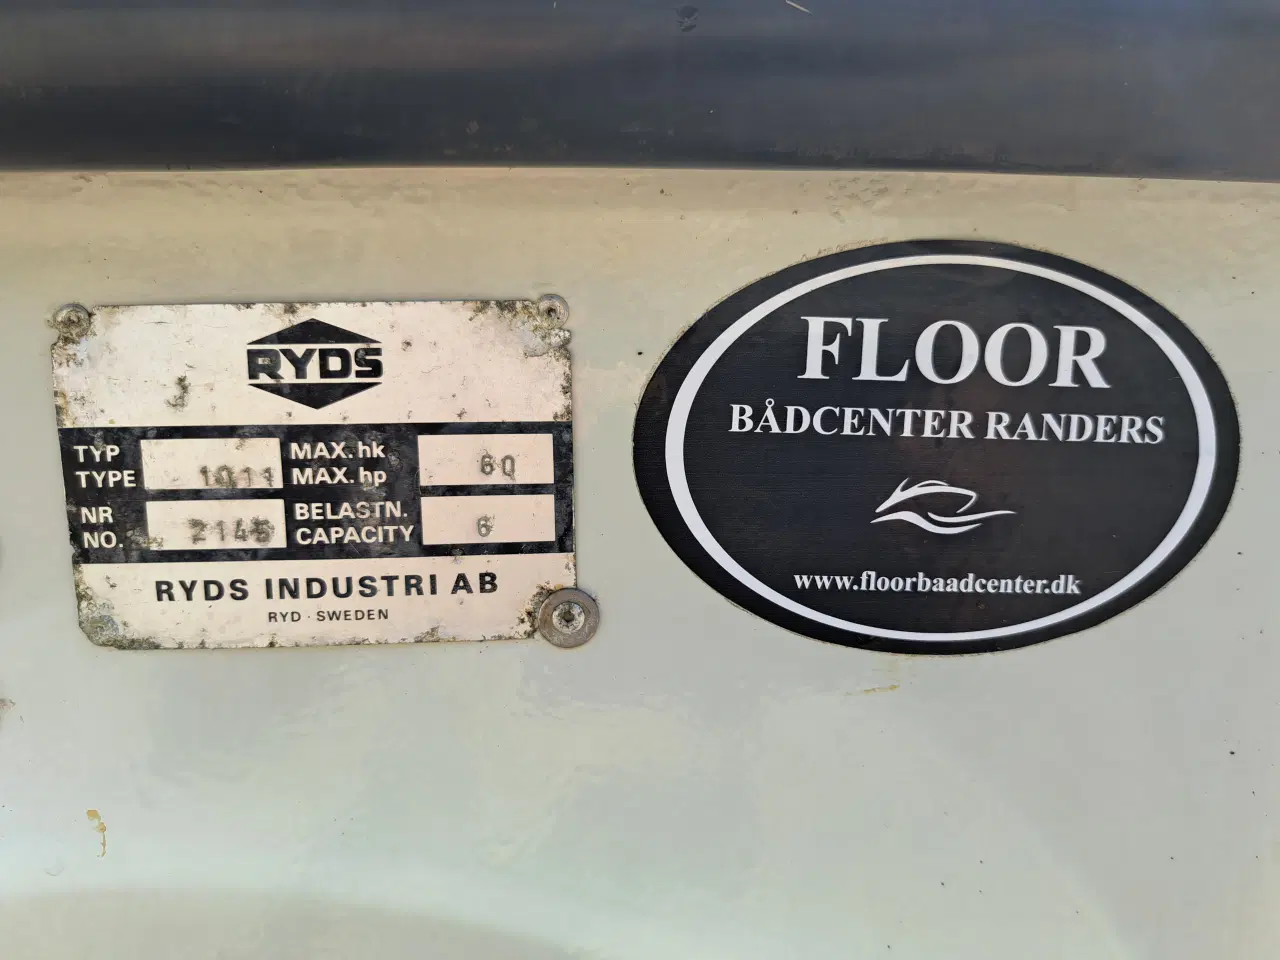 RYDS
TYP
TYPE
1011
MAX.hk
MAX.hp
60
NR
NO.
2145
BELASTN.
CAPACITY
6
RYDS INDUSTRI AB
RYD · SWEDEN
FLOOR
BÅDCENTER RANDERS
www.floorbaadcenter.dk